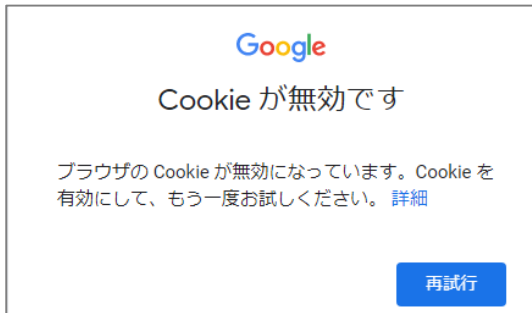 Google
Cookie が無効です
ブラウザの Cookie が無効になっています。Cookie を
有効にして、もう一度お試しください。 詳細
再試行